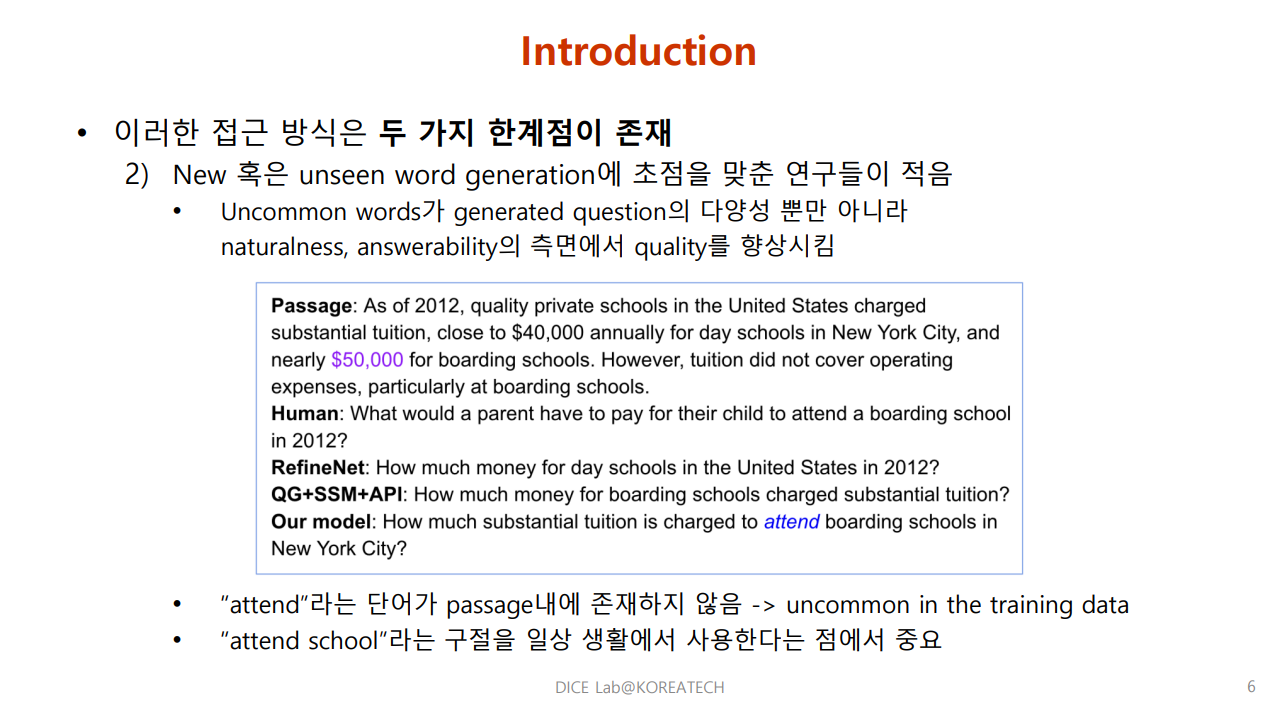 Introduction
• 이러한 접근 방식은 두 가지 한계점이 존재
2) New 혹은 unseen word generation에 초점을 맞춘 연구들이 적음
• Uncommon words가 generated question의 다양성 뿐만 아니라
naturalness, answerability의 측면에서 quality를 향상시킴
Passage: As of 2012, quality private schools in the United States charged
substantial tuition, close to $40,000 annually for day schools in New York City, and
nearly $50,000 for boarding schools. However, tuition did not cover operating
expenses, particularly at boarding schools.
Human: What would a parent have to pay for their child to attend a boarding school
in 2012?
RefineNet: How much money for day schools in the United States in 2012?
QG+SSM+API: How much money for boarding schools charged substantial tuition?
Our model: How much substantial tuition is charged to attend boarding schools in
New York City?
• "attend"라는 단어가 passage내에 존재하지 않음 -> uncommon in the training data
• "attend school"라는 구절을 일상 생활에서 사용한다는 점에서 중요
DICE Lab@KOREATECH
6